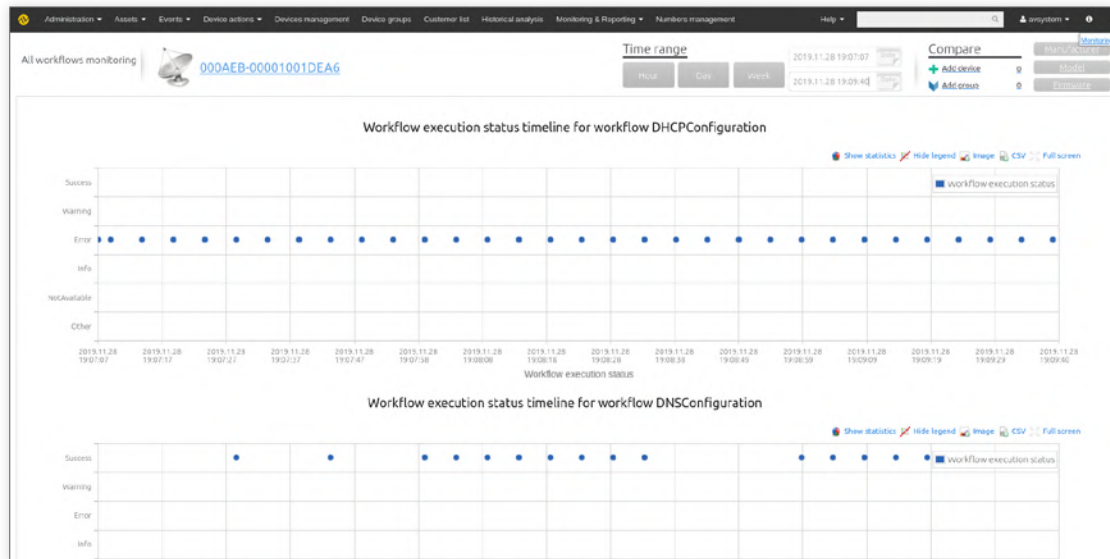 Administration Assets Events Device actions Devices management Device groups Customer list Historical analysis Monitoring & Reporting Numbers management Help avsystem
All workflows monitoring
000AEB-00001001DEA6
Time range
Hour Day Week
2019.11.28 19:07:07
2019.11.28 19:09:40
Compare
Add device 0
Add group 0
Manufacturer
Model
Firmware
Workflow execution status timeline for workflow DHCPConfiguration
Show statistics Hide legend Image CSV Full screen
Workflow execution status
Success
Warning
Error
Info
NotAvailable
Other
2019.11.28 2019.11.28 2019.11.28 2019.11.28 2019.11.28 2019.11.28 2019.11.28 2019.11.28 2019.11.28 2019.11.28 2019.11.28 2019.11.28 2019.11.28 2019.11.28 2019.11.28 2019.11.28
19:07:07 19:07:17 19:07:27 19:07:37 19:07:47 19:07:58 19:08:08 19:08:18 19:08:28 19:08:38 19:08:49 19:08:59 19:09:09 19:09:19 19:09:29 19:09:40
Workflow execution status
Workflow execution status timeline for workflow DNSConfiguration
Show statistics Hide legend Image CSV Full screen
Workflow execution status
Success
Warning
Error
Info